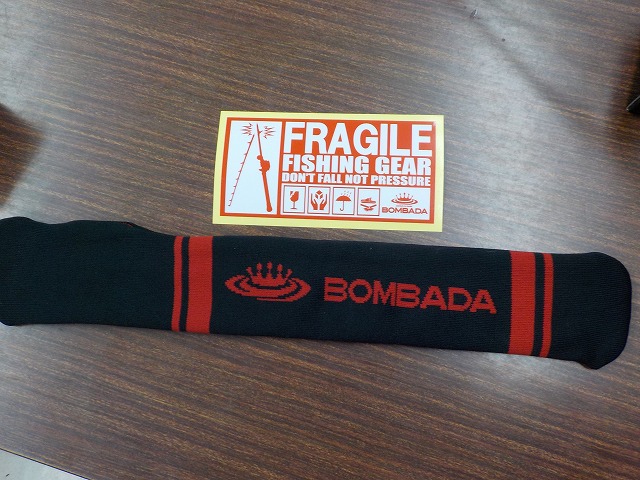 FRAGILE
FISHING GEAR
DON'T FALL NOT PRESSURE
BOMBADA
BOMBADA